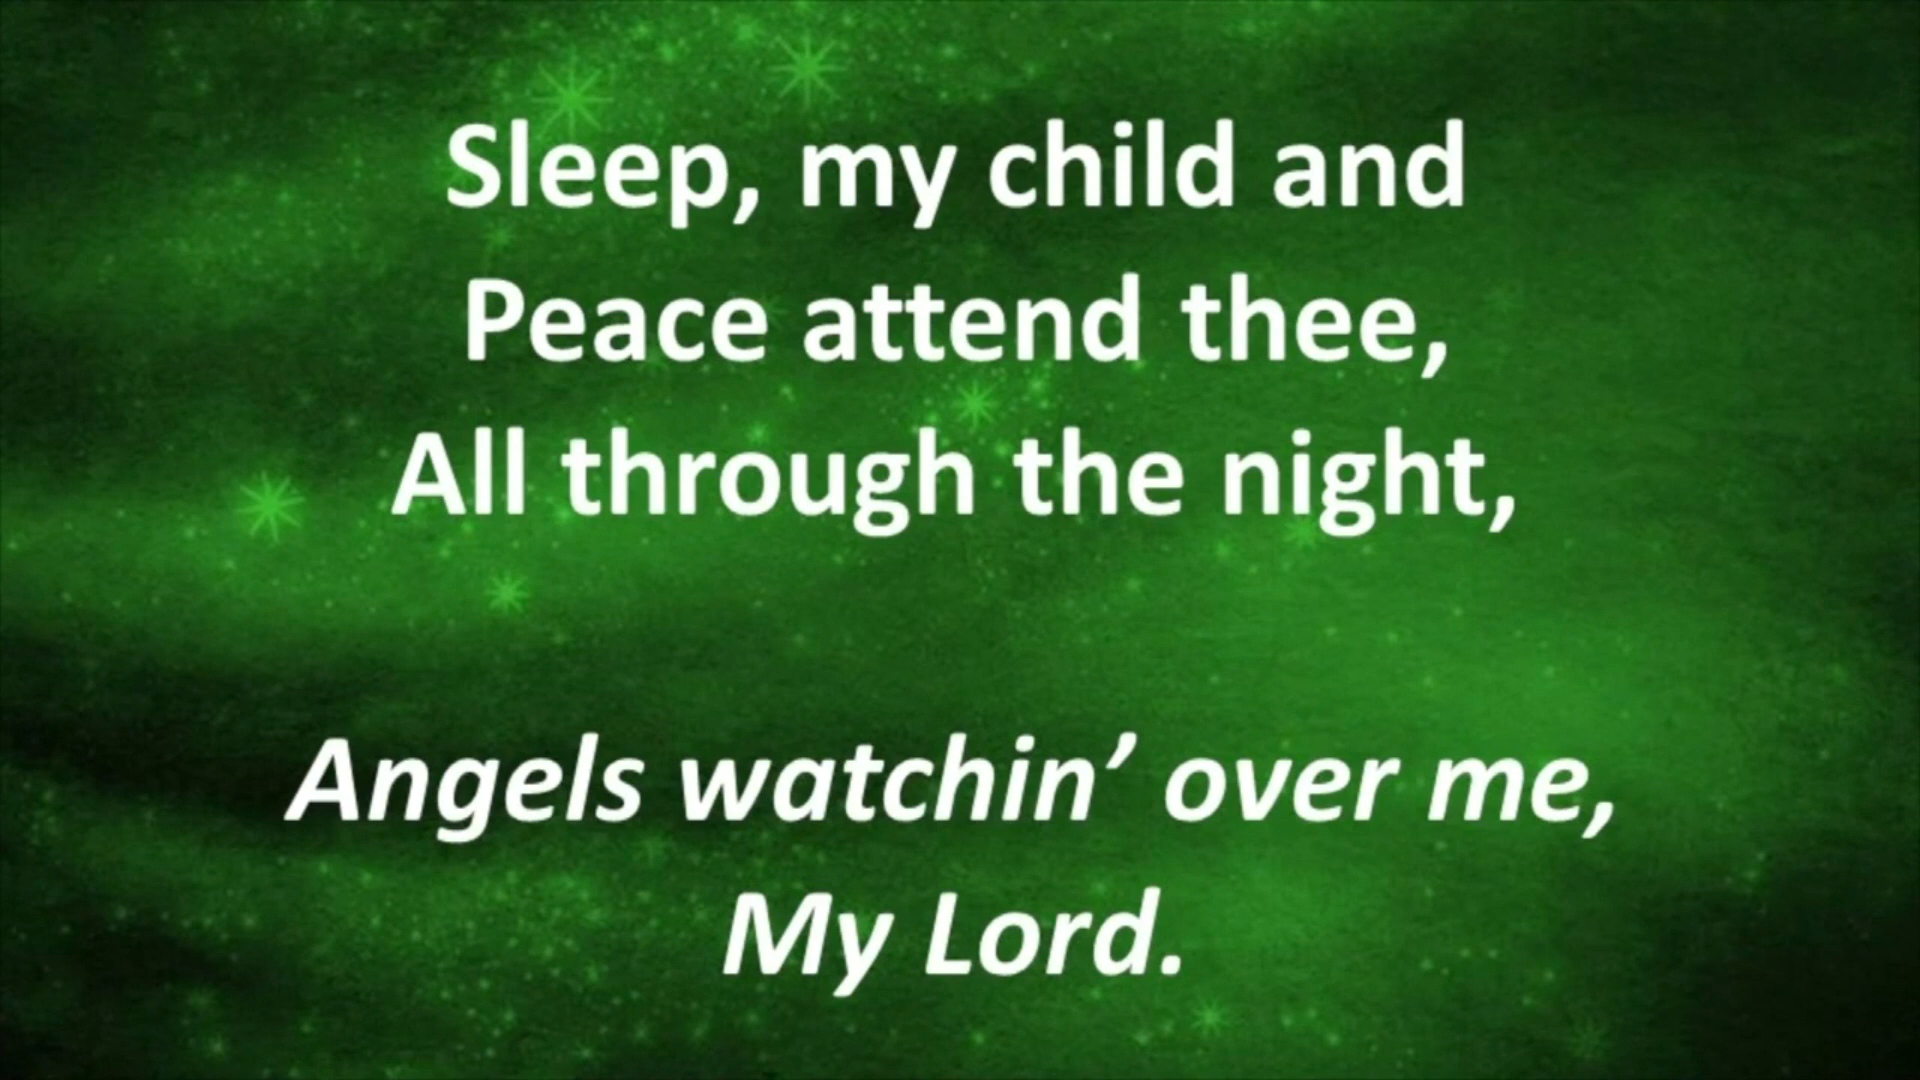 Sleep, my child and
Peace attend thee,
All through the night,
Angels watchin’ over me,
My Lord.